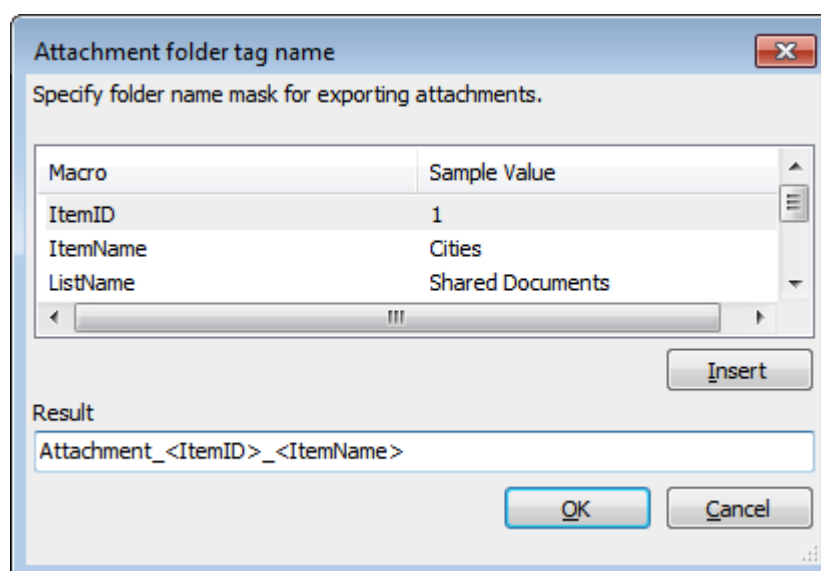 Attachment folder tag name
Specify folder name mask for exporting attachments.
Macro Sample Value
ItemID 1
ItemName Cities
ListName Shared Documents
Insert
Result
Attachment_<ItemID>_<ItemName>
OK Cancel